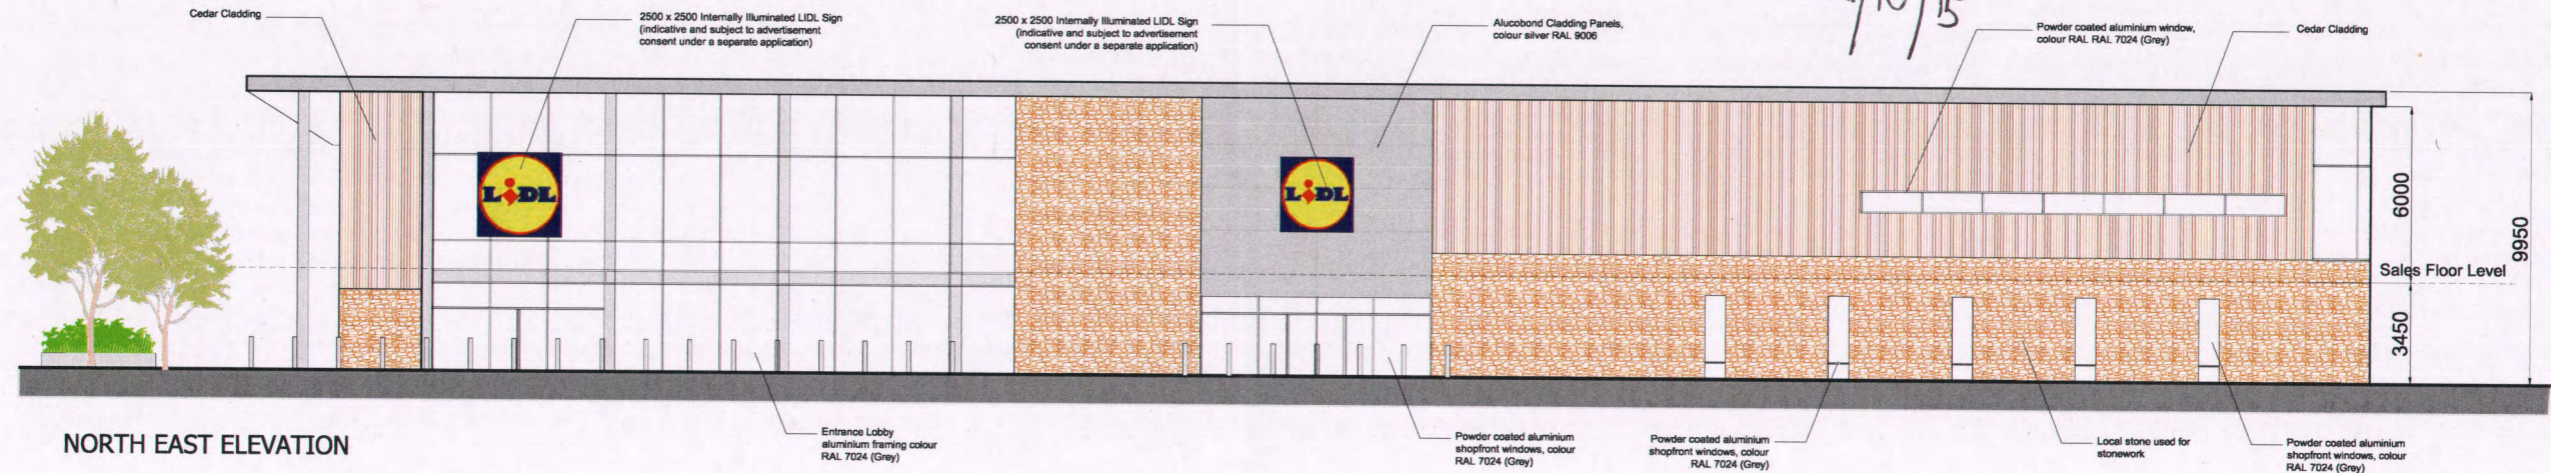 /10/15
Cedar Cladding
2500 x 2500 Internally Illuminated LIDL Sign
(indicative and subject to advertisement
consent under a separate application)
2500 x 2500 Internally Illuminated LIDL Sign
(indicative and subject to advertisement
consent under a separate application)
Alucobond Cladding Panels,
colour silver RAL 9006
Powder coated aluminium window,
colour RAL RAL 7024 (Grey)
Cedar Cladding
LIDL
LIDL
6000
9950
Sales Floor Level
3450
NORTH EAST ELEVATION
Entrance Lobby
aluminium framing colour
RAL 7024 (Grey)
Powder coated aluminium
shopfront windows, colour
RAL 7024 (Grey)
Powder coated aluminium
shopfront windows, colour
RAL 7024 (Grey)
Local stone used for
stonework
Powder coated aluminium
shopfront windows, colour
RAL 7024 (Grey)